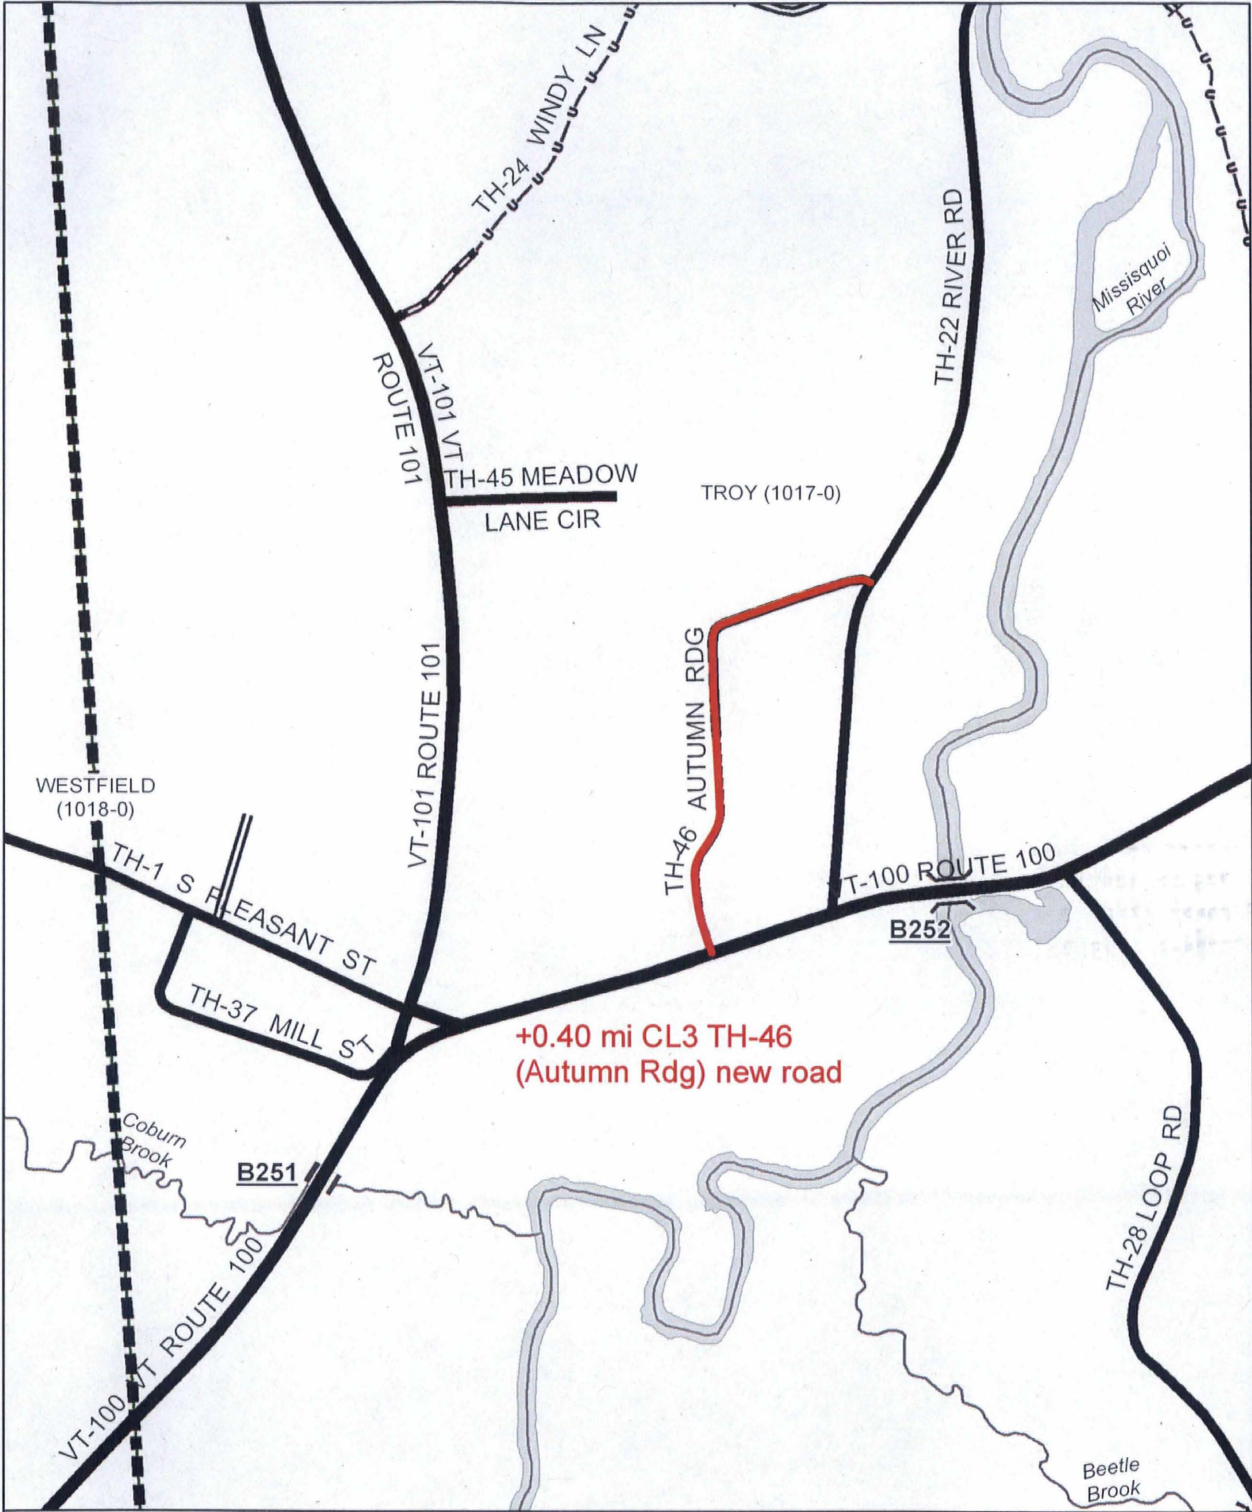 TH-24 WINDY LN
TH-22 RIVER RD
Missisquoi
River
VT-101 VT
ROUTE 101
TH-45 MEADOW
LANE CIR
TROY (1017-0)
TH-46 AUTUMN RDG
VT-101 ROUTE 101
WESTFIELD
(1018-0)
TH-1 S PLEASANT ST
VT-100 ROUTE 100
B252
TH-37 MILL ST
+0.40 mi CL3 TH-46
(Autumn Rdg) new road
Coburn
Brook
B251
TH-28 LOOP RD
VT-100 VT ROUTE 100
Beetle
Brook